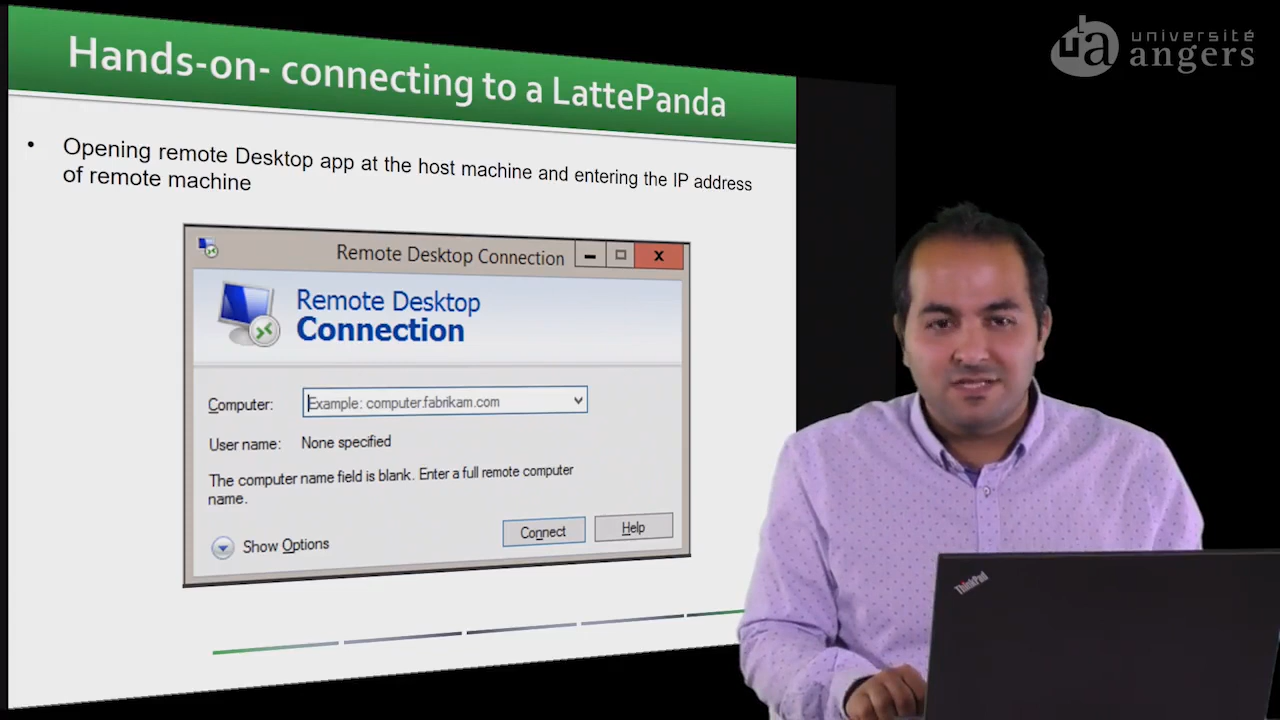 Hands-on- connecting to a LattePanda
université
angers
• Opening remote Desktop app at the host machine and entering the IP address
of remote machine
Remote Desktop Connection
Remote Desktop
Connection
Computer:
Example: computer.fabrikam.com
User name:
None specified
The computer name field is blank. Enter a full remote computer
name.
Show Options
Connect
Help
ThinkPad